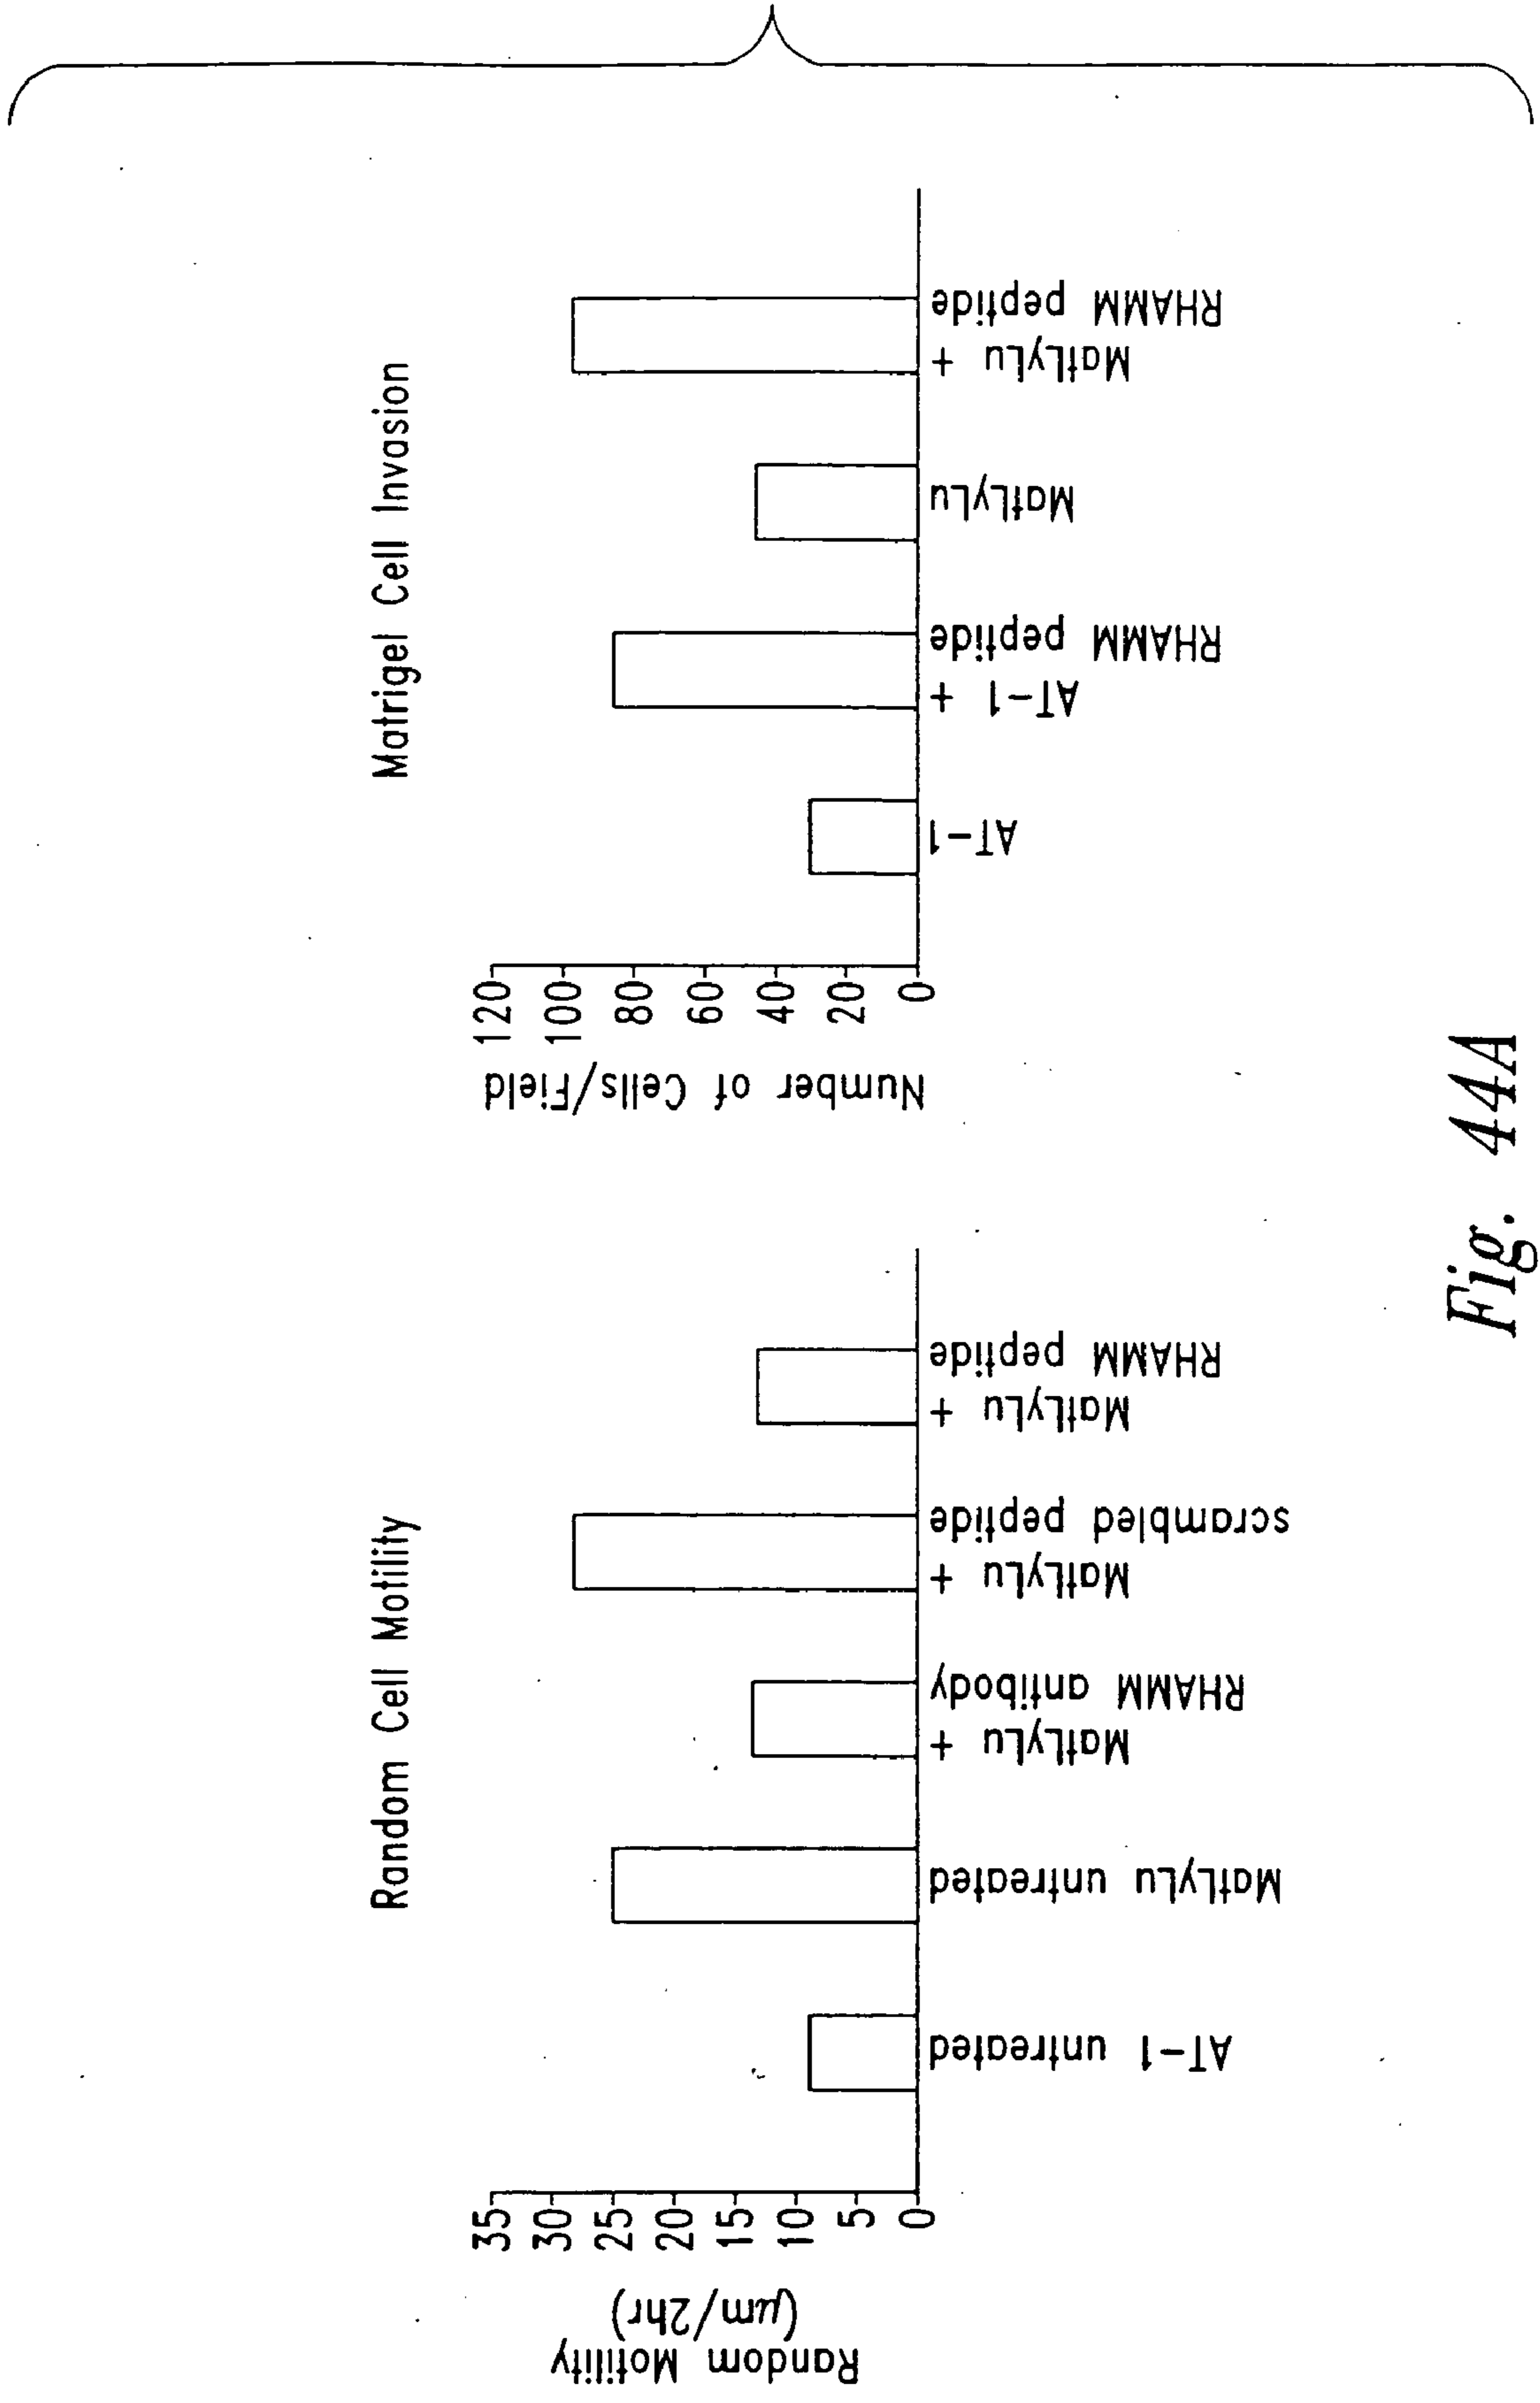 Random Cell Motility
Random Motility
(μm/2hr)
35
30
25
20
15
10
5
0
AT-1 untreated
MatLyLu untreated
MatLyLu +
RHAMM antibody
MatLyLu +
scrambled peptide
MatLyLu +
RHAMM peptide
Matrigel Cell Invasion
Number of Cells/Field
120
100
80
60
40
20
0
AT-1
AT-1 +
RHAMM peptide
MatLyLu
MatLyLu +
RHAMM peptide
Fig. 44A